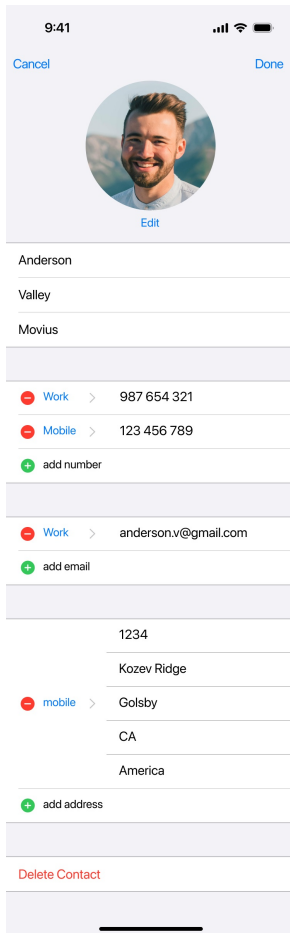 9:41
Cancel
Done
Edit
Anderson
Valley
Movius
Work 987 654 321
Mobile 123 456 789
add number
Work anderson.v@gmail.com
add email
1234
Kozev Ridge
mobile Golsby
CA
America
add address
Delete Contact